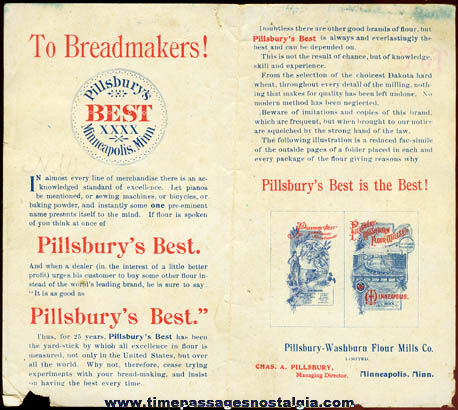 To Breadmakers!
Pillsbury's
BEST
XXXX
Minneapolis, Minn
IN almost every line of merchandise there is an ac-
knowledged standard of excellence. Let pianos
be mentioned, or sewing machines, or bicycles, or
baking powder, and instantly some one pre-eminent
name presents itself to the mind. If flour is spoken
of you think at once of
Pillsbury's Best.
And when a dealer (in the interest of a little better
profit) urges his customer to buy some other flour in-
stead of the world's leading brand, he is sure to say
"It is as good as
Pillsbury's Best."
Thus, for 25 years, Pillsbury's Best has been
the yard-stick by which all excellence in flour is
measured, not only in the United States, but over
all the world. Why not, therefore, cease trying
experiments with your bread-making, and insist
on having the best every time.
Doubtless there are other good brands of flour, but
Pillsbury's Best is always and everlastingly the
best and can be depended on.
This is not the result of chance, but of knowledge,
skill and experience.
From the selection of the choicest Dakota hard
wheat, throughout every detail of the milling, noth-
ing that makes for quality has been left undone. No
modern method has been neglected.
Beware of imitations and copies of this brand,
which are frequent, but when brought to our notice
are squelched by the strong hand of the law.
The following illustration is a reduced fac-simile
of the outside pages of a folder placed in each and
every package of the flour giving reasons why
Pillsbury's Best is the Best!
Minneapolis.
Pillsbury-Washburn Flour Mills Co.
LIMITED.
CHAS. A. PILLSBURY,
Managing Director.
Minneapolis, Minn.
www.timepassagesnostalgia.com